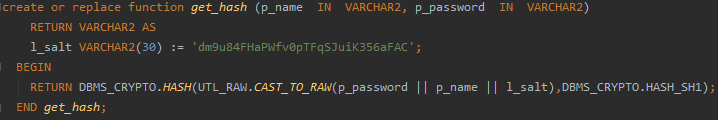 create or replace function get_hash (p_name IN VARCHAR2, p_password IN VARCHAR2)
RETURN VARCHAR2 AS
l_salt VARCHAR2(30) := 'dm9u84FHaPWfv0pTFqSJuiK356aFAC';
BEGIN
RETURN DBMS_CRYPTO.HASH(UTL_RAW.CAST_TO_RAW(p_password || p_name || l_salt),DBMS_CRYPTO.HASH_SH1);
END get_hash;